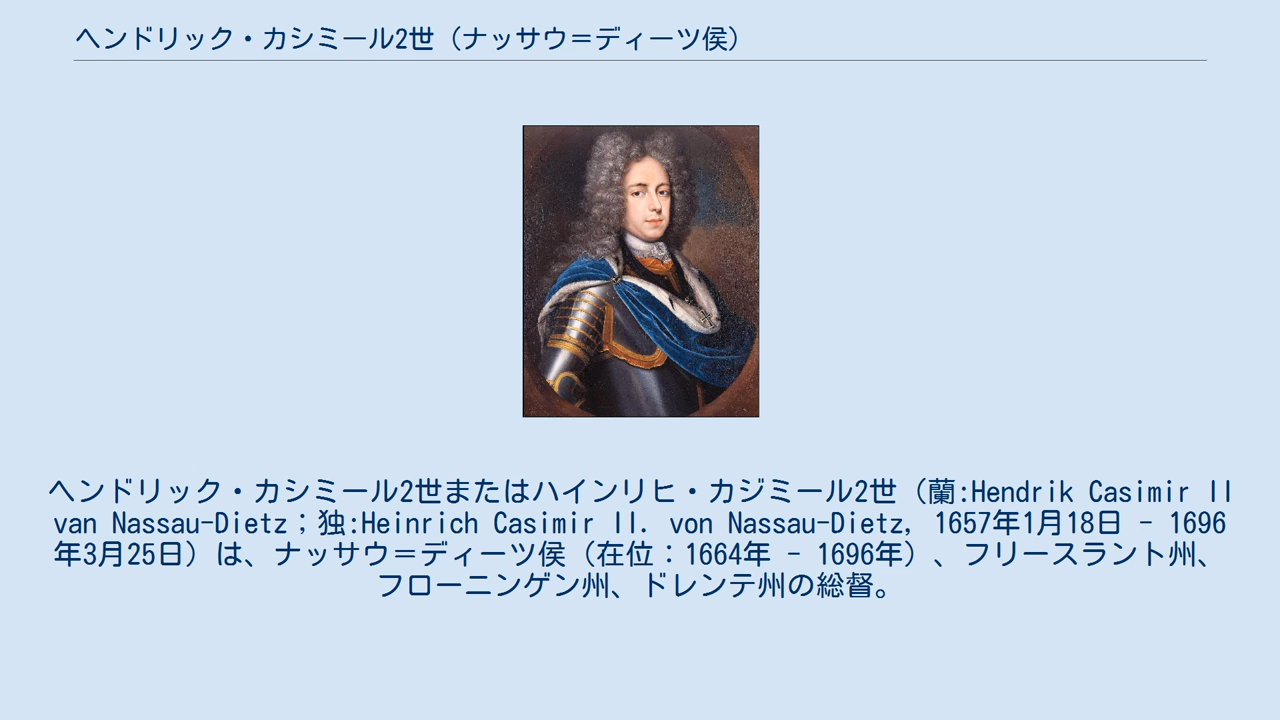 ヘンドリック・カシミール2世（ナッサウ＝ディーツ侯）
ヘンドリック・カシミール2世またはハインリヒ・カジミール2世（蘭:Hendrik Casimir II
van Nassau-Dietz；独:Heinrich Casimir II. von Nassau-Dietz, 1657年1月18日 - 1696
年3月25日）は、ナッサウ＝ディーツ侯（在位：1664年 - 1696年）、フリースラント州、
フローニンゲン州、ドレンテ州の総督。